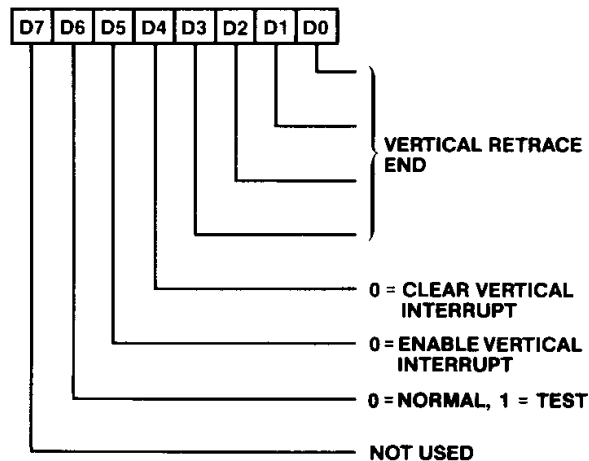 D7 D6 D5 D4 D3 D2 D1 D0
VERTICAL RETRACE
END
0 = CLEAR VERTICAL
INTERRUPT
0 = ENABLE VERTICAL
INTERRUPT
0 = NORMAL, 1 = TEST
NOT USED